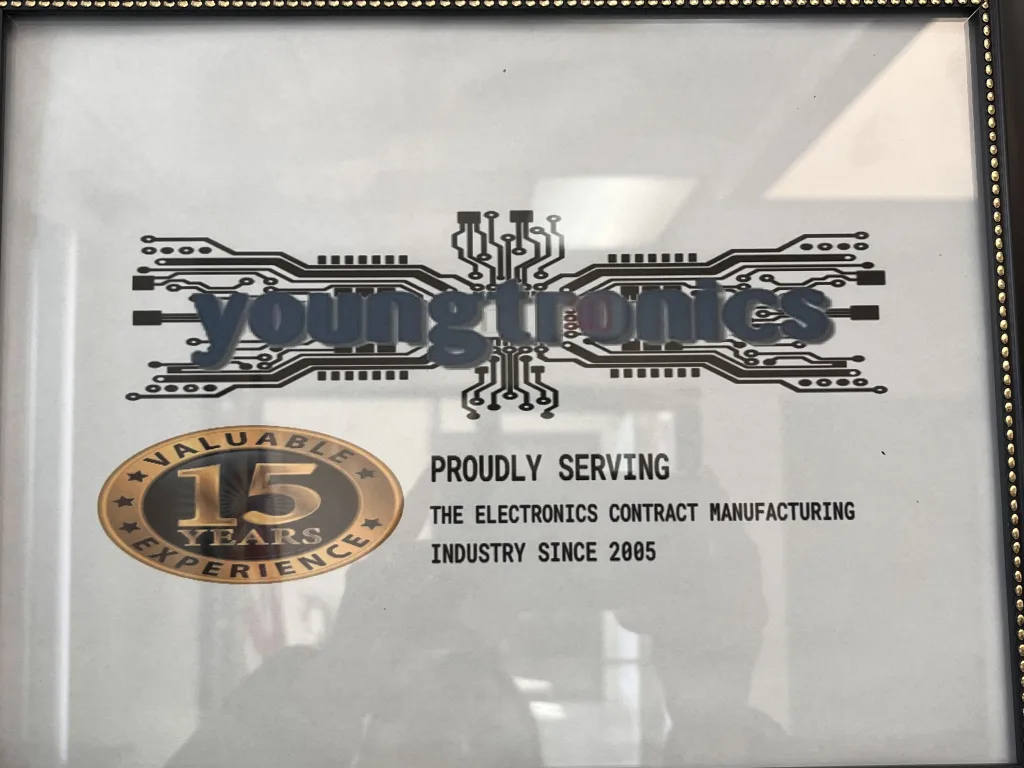 youngtronics
VALUABLE
15
YEARS
EXPERIENCE
PROUDLY SERVING
THE ELECTRONICS CONTRACT MANUFACTURING
INDUSTRY SINCE 2005